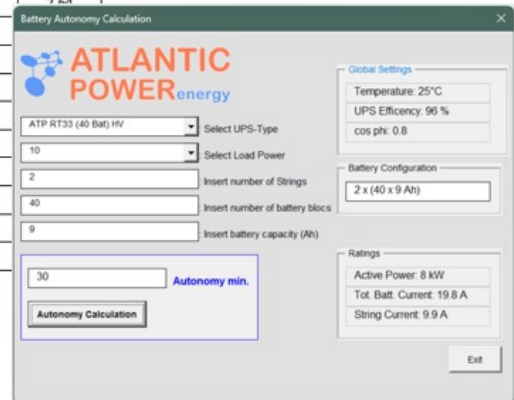 Battery Autonomy Calculation
ATLANTIC
POWERenergy
ATP RT33 (40 Bat) HV
Select UPS-Type
10
Select Load Power
2
Insert number of Strings
40
Insert number of battery blocs
9
Insert battery capacity (Ah)
30
Autonomy min.
Autonomy Calculation
Global Settings
Temperature: 25°C
UPS Efficency: 96 %
cos phi: 0.8
Battery Configuration
2 x (40 x 9 Ah)
Ratings
Active Power: 8 kW
Tot. Batt. Current: 19.8 A
String Current: 9.9 A
Exit